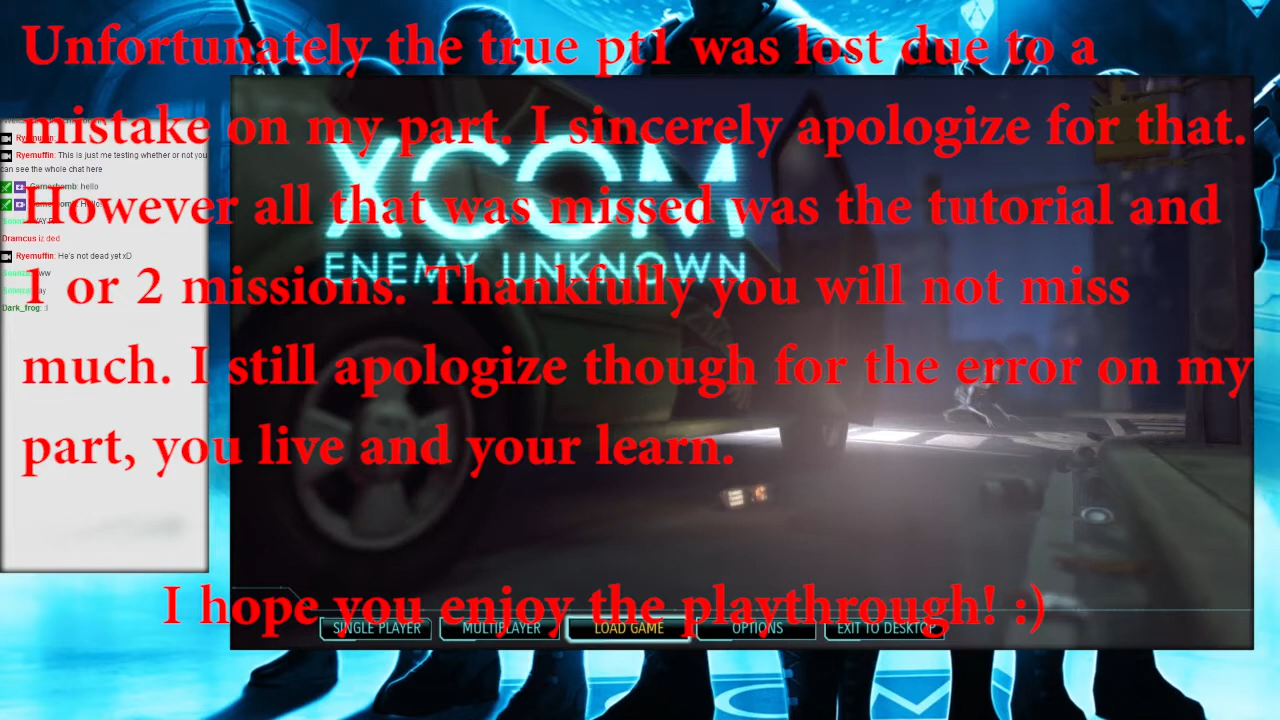 Unfortunately the true pt1 was lost due to a
mistake on my part. I sincerely apologize for that.
However all that was missed was the tutorial and
1 or 2 missions. Thankfully you will not miss
much. I still apologize though for the error on my
part, you live and your learn.
I hope you enjoy the playthrough! :)
XCOM
ENEMY UNKNOWN
SINGLE PLAYER
MULTIPLAYER
LOAD GAME
OPTIONS
EXIT TO DESKTOP
Ryemuffin:
Ryemuffin: This is just me testing whether or not you
can see the whole chat here
hello
Dramcus iz ded
Ryemuffin: He's not dead yet xD
Dark_frog: :I